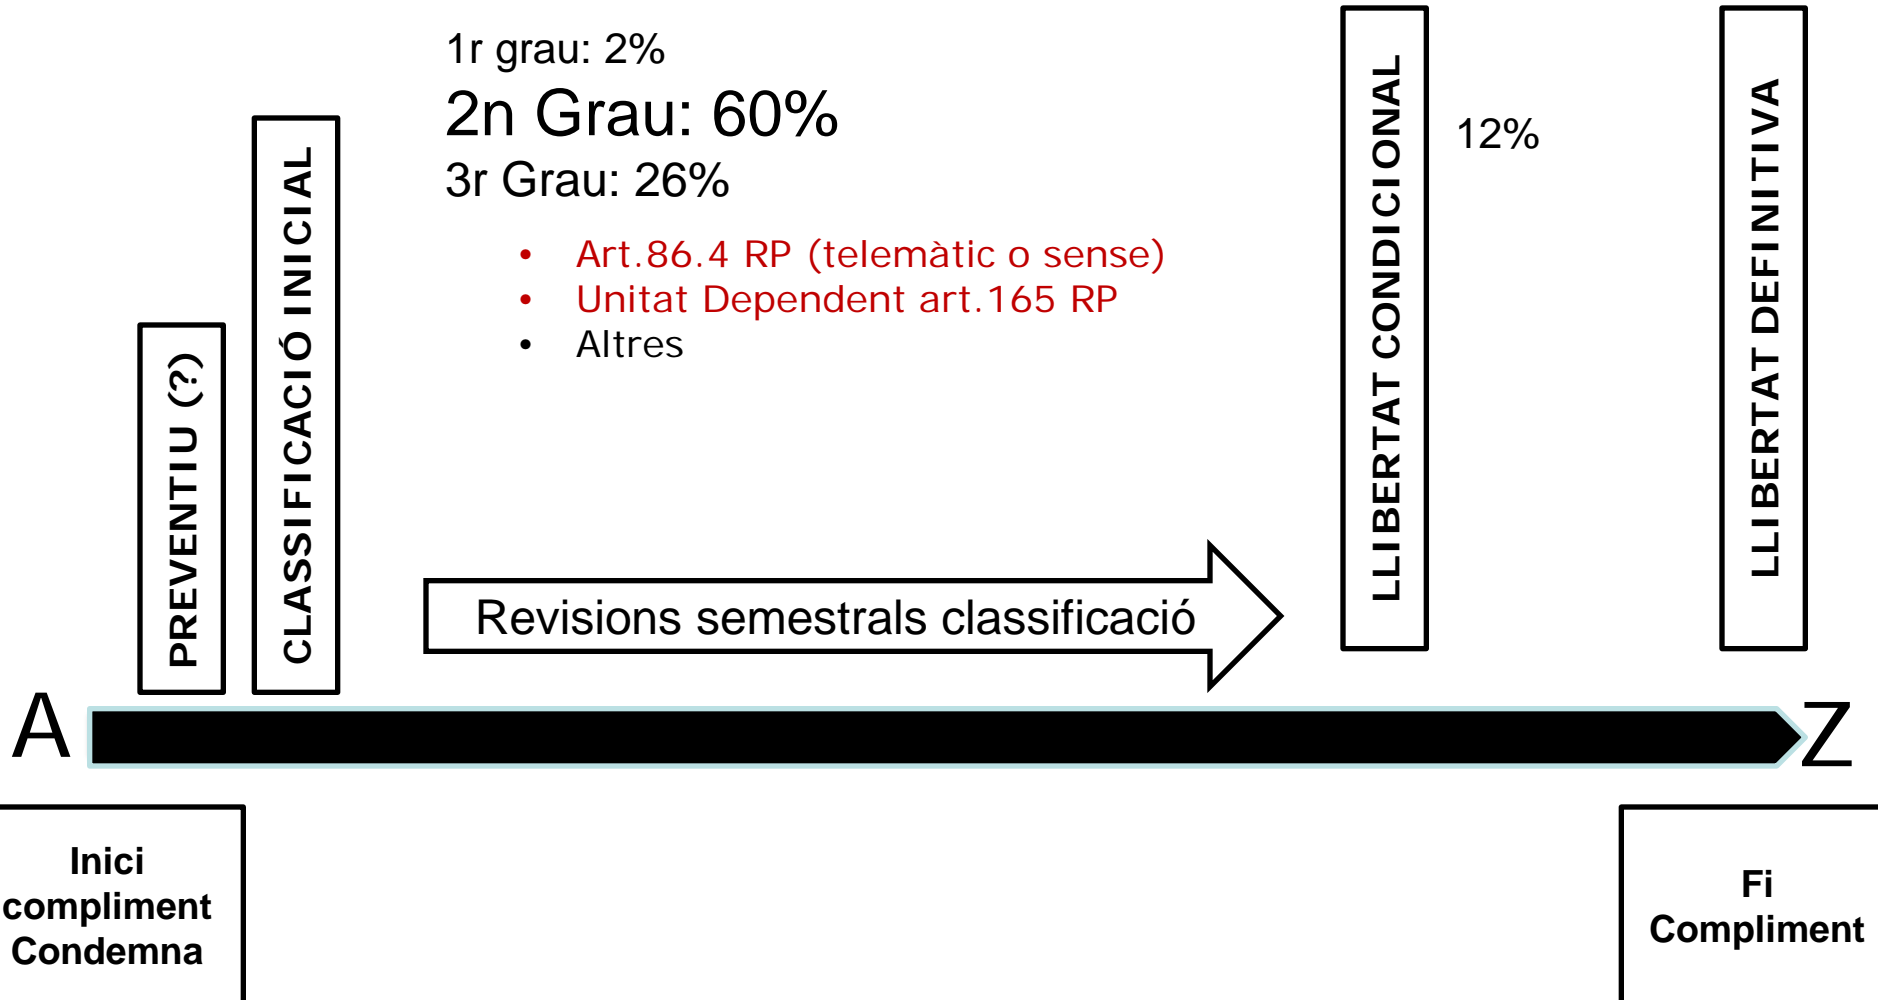 1r grau: 2%
2n Grau: 60%
3r Grau: 26%
• Art.86.4 RP (telemàtic o sense)
• Unitat Dependent art.165 RP
• Altres
PREVENTIU (?)
CLASSIFICACIÓ INICIAL
Revisions semestrals classificació
LLIBERTAT CONDICIONAL
12%
LLIBERTAT DEFINITIVA
A
Z
Inici
compliment
Condemna
Fi
Compliment